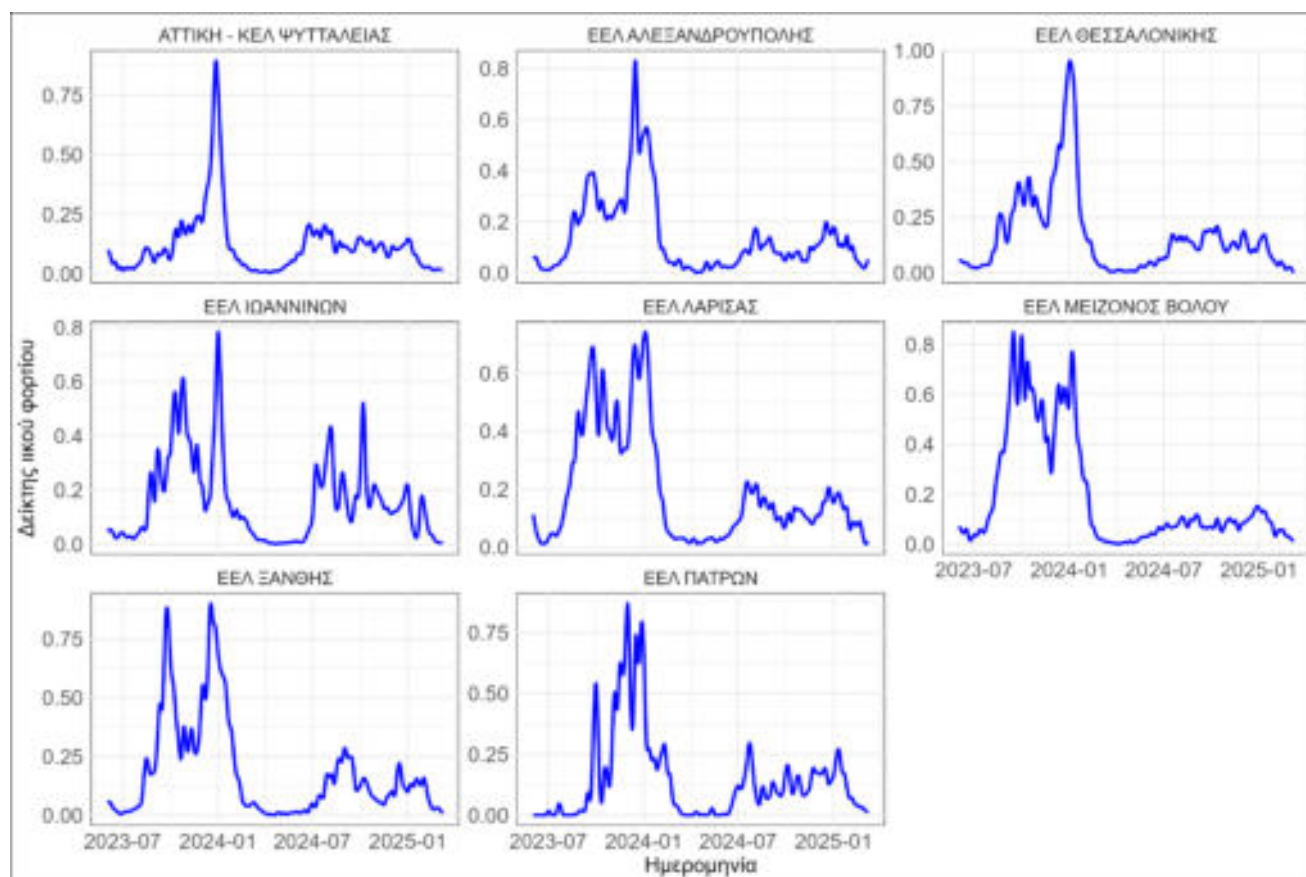 ΑΤΤΙΚΗ - ΚΕΛ ΨΥΤΤΑΛΕΙΑΣ
ΕΕΛ ΑΛΕΞΑΝΔΡΟΥΠΟΛΗΣ
ΕΕΛ ΘΕΣΣΑΛΟΝΙΚΗΣ
0.75
0.50
0.25
0.00
0.8
0.6
0.4
0.2
0.0
1.00
0.75
0.50
0.25
0.00
ΕΕΛ ΙΩΑΝΝΙΝΩΝ
ΕΕΛ ΛΑΡΙΣΑΣ
ΕΕΛ ΜΕΙΖΟΝΟΣ ΒΟΛΟΥ
Δείκτης ιικού φορτίου
0.8
0.6
0.4
0.2
0.0
0.6
0.4
0.2
0.0
0.8
0.6
0.4
0.2
0.0
2023-07 2024-01 2024-07 2025-01
ΕΕΛ ΞΑΝΘΗΣ
ΕΕΛ ΠΑΤΡΩΝ
0.75
0.50
0.25
0.00
0.75
0.50
0.25
0.00
2023-07 2024-01 2024-07 2025-01
2023-07 2024-01 2024-07 2025-01
Ημερομηνία